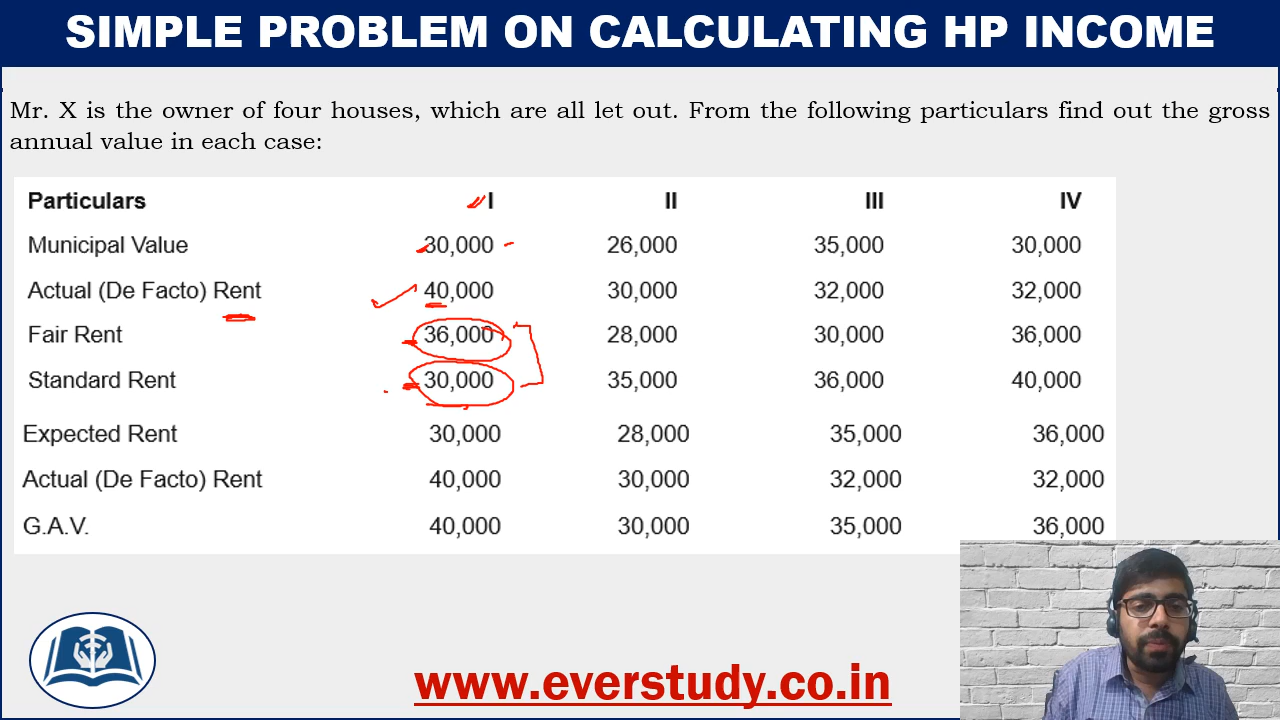 SIMPLE PROBLEM ON CALCULATING HP INCOME
Mr. X is the owner of four houses, which are all let out. From the following particulars find out the gross
annual value in each case:
Particulars I II III IV
Municipal Value 30,000 26,000 35,000 30,000
Actual (De Facto) Rent 40,000 30,000 32,000 32,000
Fair Rent 36,000 28,000 30,000 36,000
Standard Rent 30,000 35,000 36,000 40,000
Expected Rent 30,000 28,000 35,000 36,000
Actual (De Facto) Rent 40,000 30,000 32,000 32,000
G.A.V. 40,000 30,000 35,000 36,000
www.everstudy.co.in